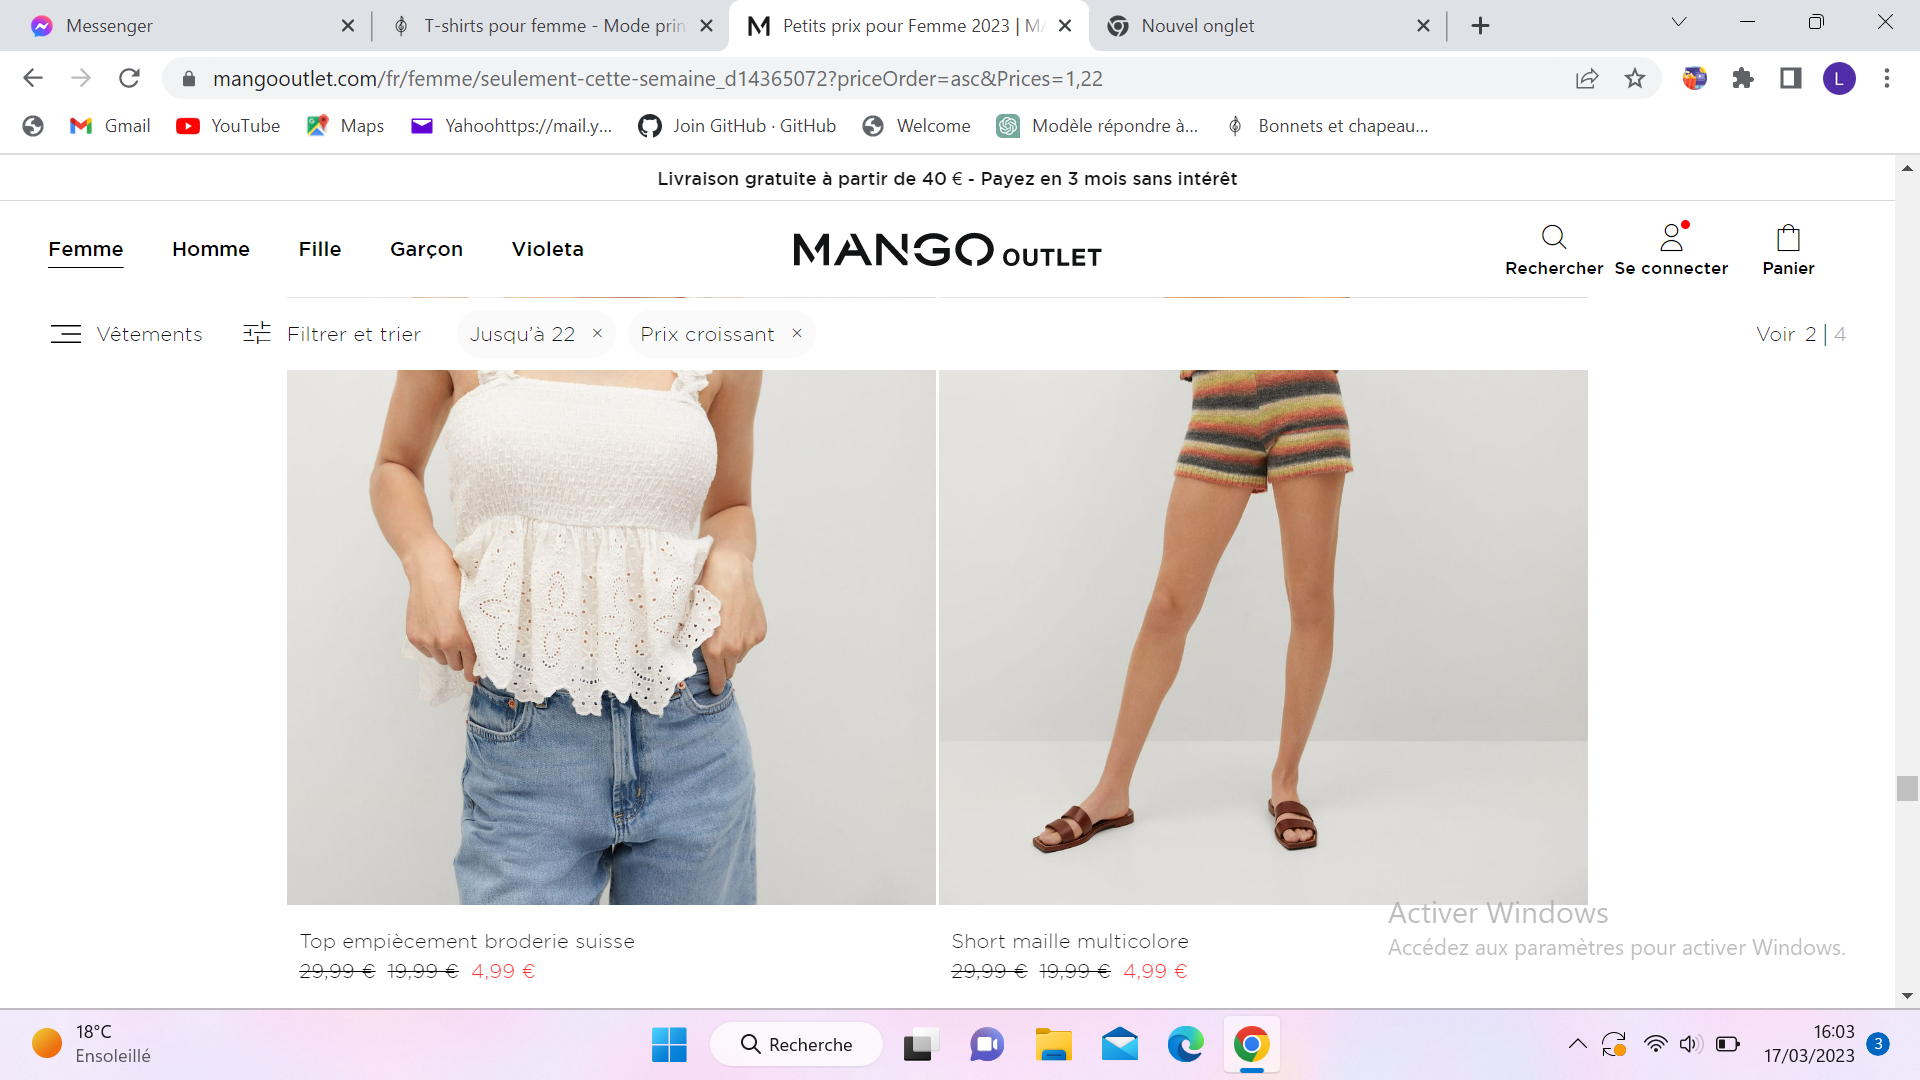 Messenger
T-shirts pour femme - Mode prin
Petits prix pour Femme 2023 | MA
Nouvel onglet
mangooutlet.com/fr/femme/seulement-cette-semaine_d14365072?priceOrder=asc&Prices=1,22
L
Gmail
YouTube
Maps
Yahoohttps://mail.y...
Join GitHub · GitHub
Welcome
Modèle répondre à...
Bonnets et chapeau...
Livraison gratuite à partir de 40 € - Payez en 3 mois sans intérêt
Femme Homme Fille Garçon Violeta
MANGO OUTLET
Rechercher Se connecter Panier
Vêtements
Filtrer et trier
Jusqu'à 22 ×
Prix croissant ×
Voir 2 | 4
Top empiècement broderie suisse
29,99 € 19,99 € 4,99 €
Short maille multicolore
29,99 € 19,99 € 4,99 €
Activer Windows
Accédez aux paramètres pour activer Windows.
18°C
Ensoleillé
Recherche
16:03
17/03/2023
3